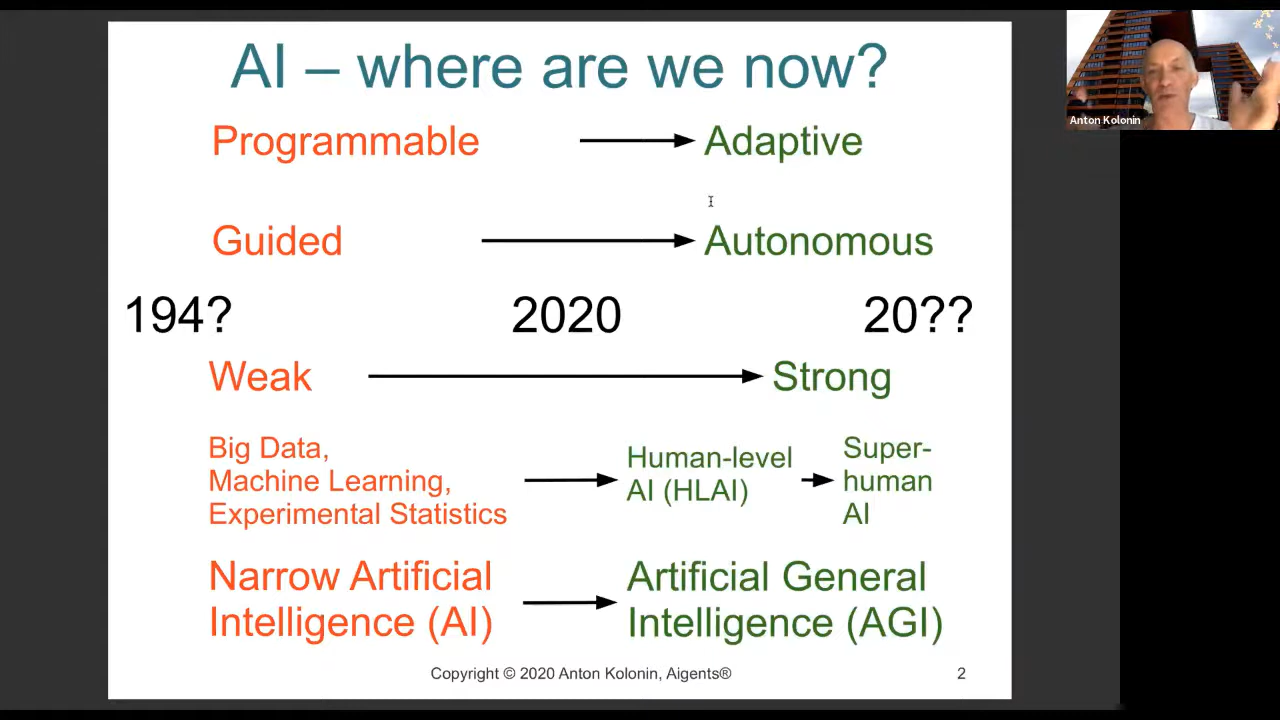 AI – where are we now?
Programmable
Adaptive
Guided
Autonomous
194?
2020
20??
Weak
Strong
Big Data,
Machine Learning,
Experimental Statistics
Human-level
AI (HLAI)
Super-
human
AI
Narrow Artificial
Intelligence (AI)
Artificial General
Intelligence (AGI)
Copyright © 2020 Anton Kolonin, Aigents®
2
Anton Kolonin